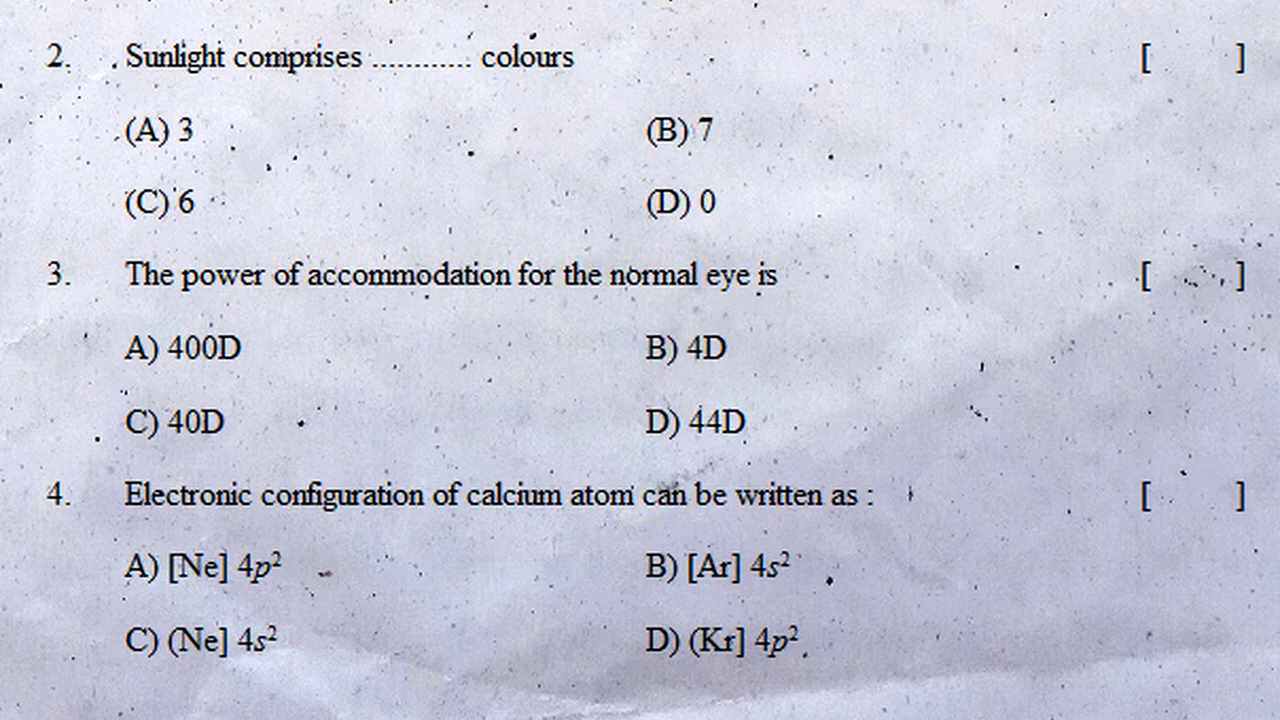 2. Sunlight comprises ............ colours [ ]
(A) 3 (B) 7
(C) 6 (D) 0
3. The power of accommodation for the normal eye is [ ]
A) 400D B) 4D
C) 40D D) 44D
4. Electronic configuration of calcium atom can be written as : [ ]
A) [Ne] 4p² B) [Ar] 4s²
C) (Ne] 4s² D) (Kr] 4p²